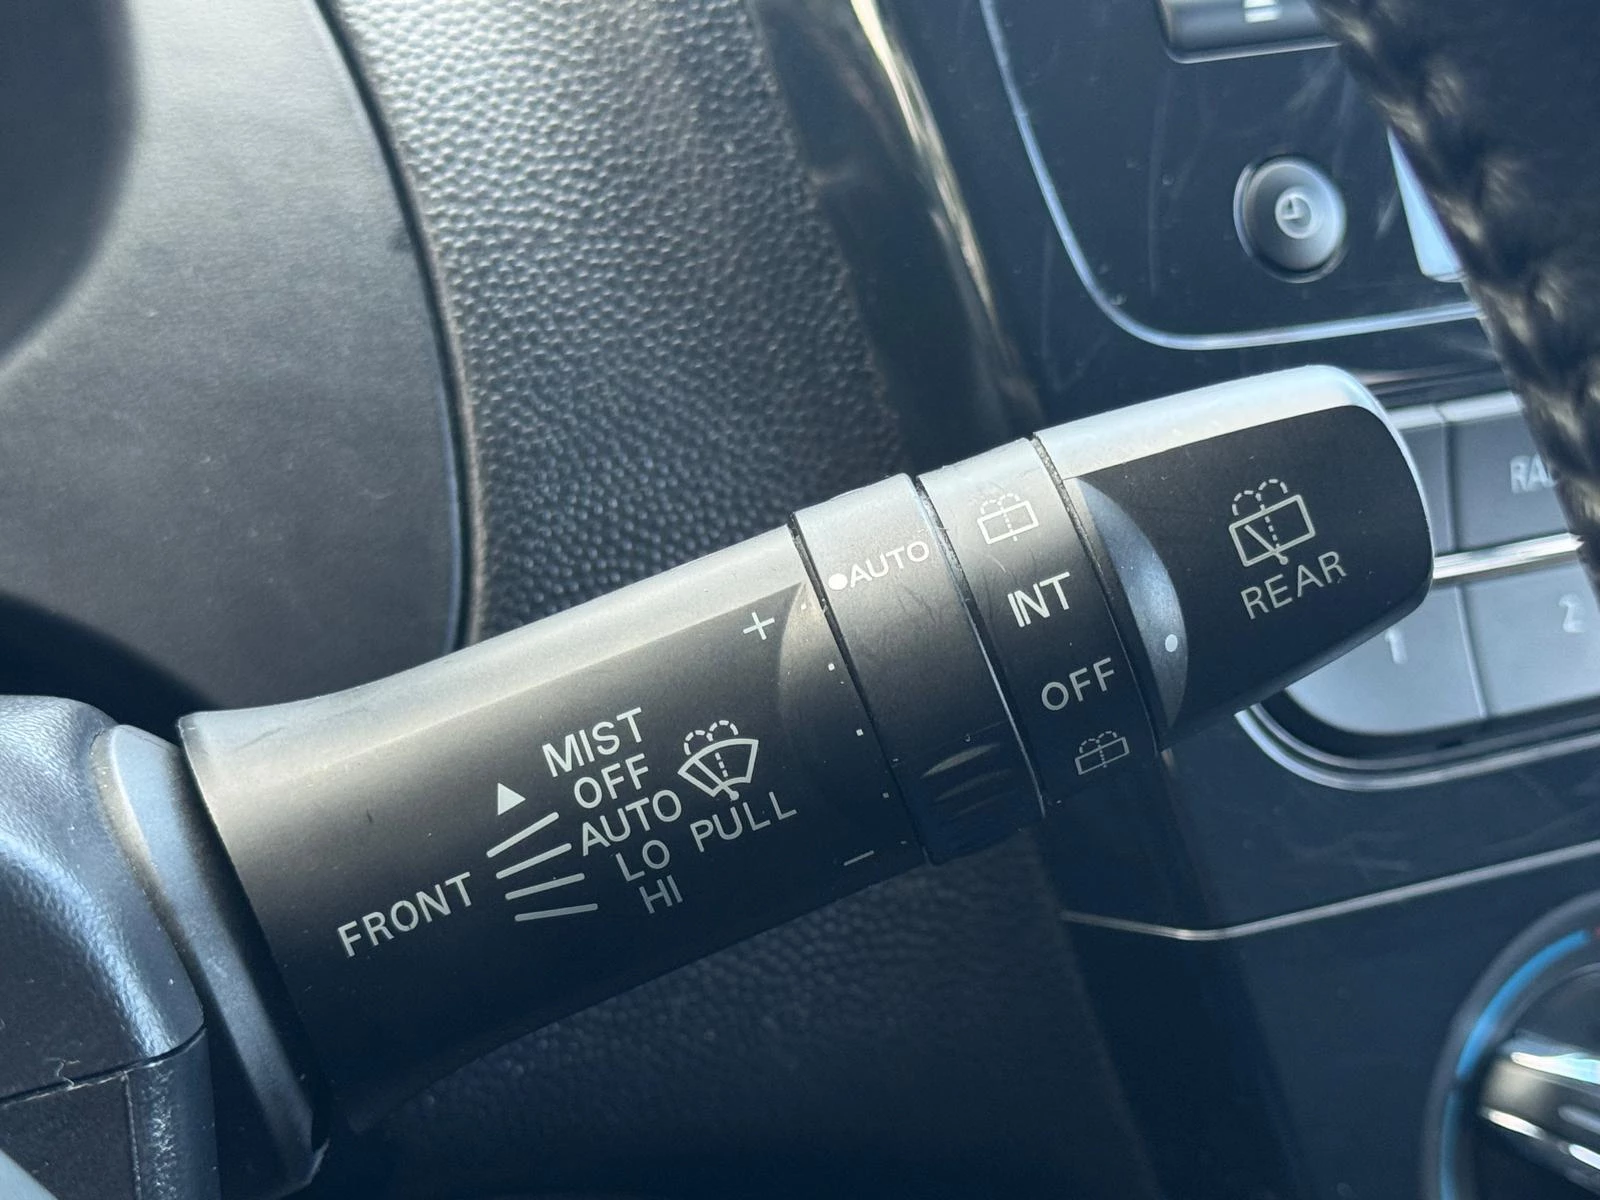 FRONT
MIST
OFF
AUTO
LO
HI
PULL
+
−
AUTO
INT
OFF
REAR
1
2